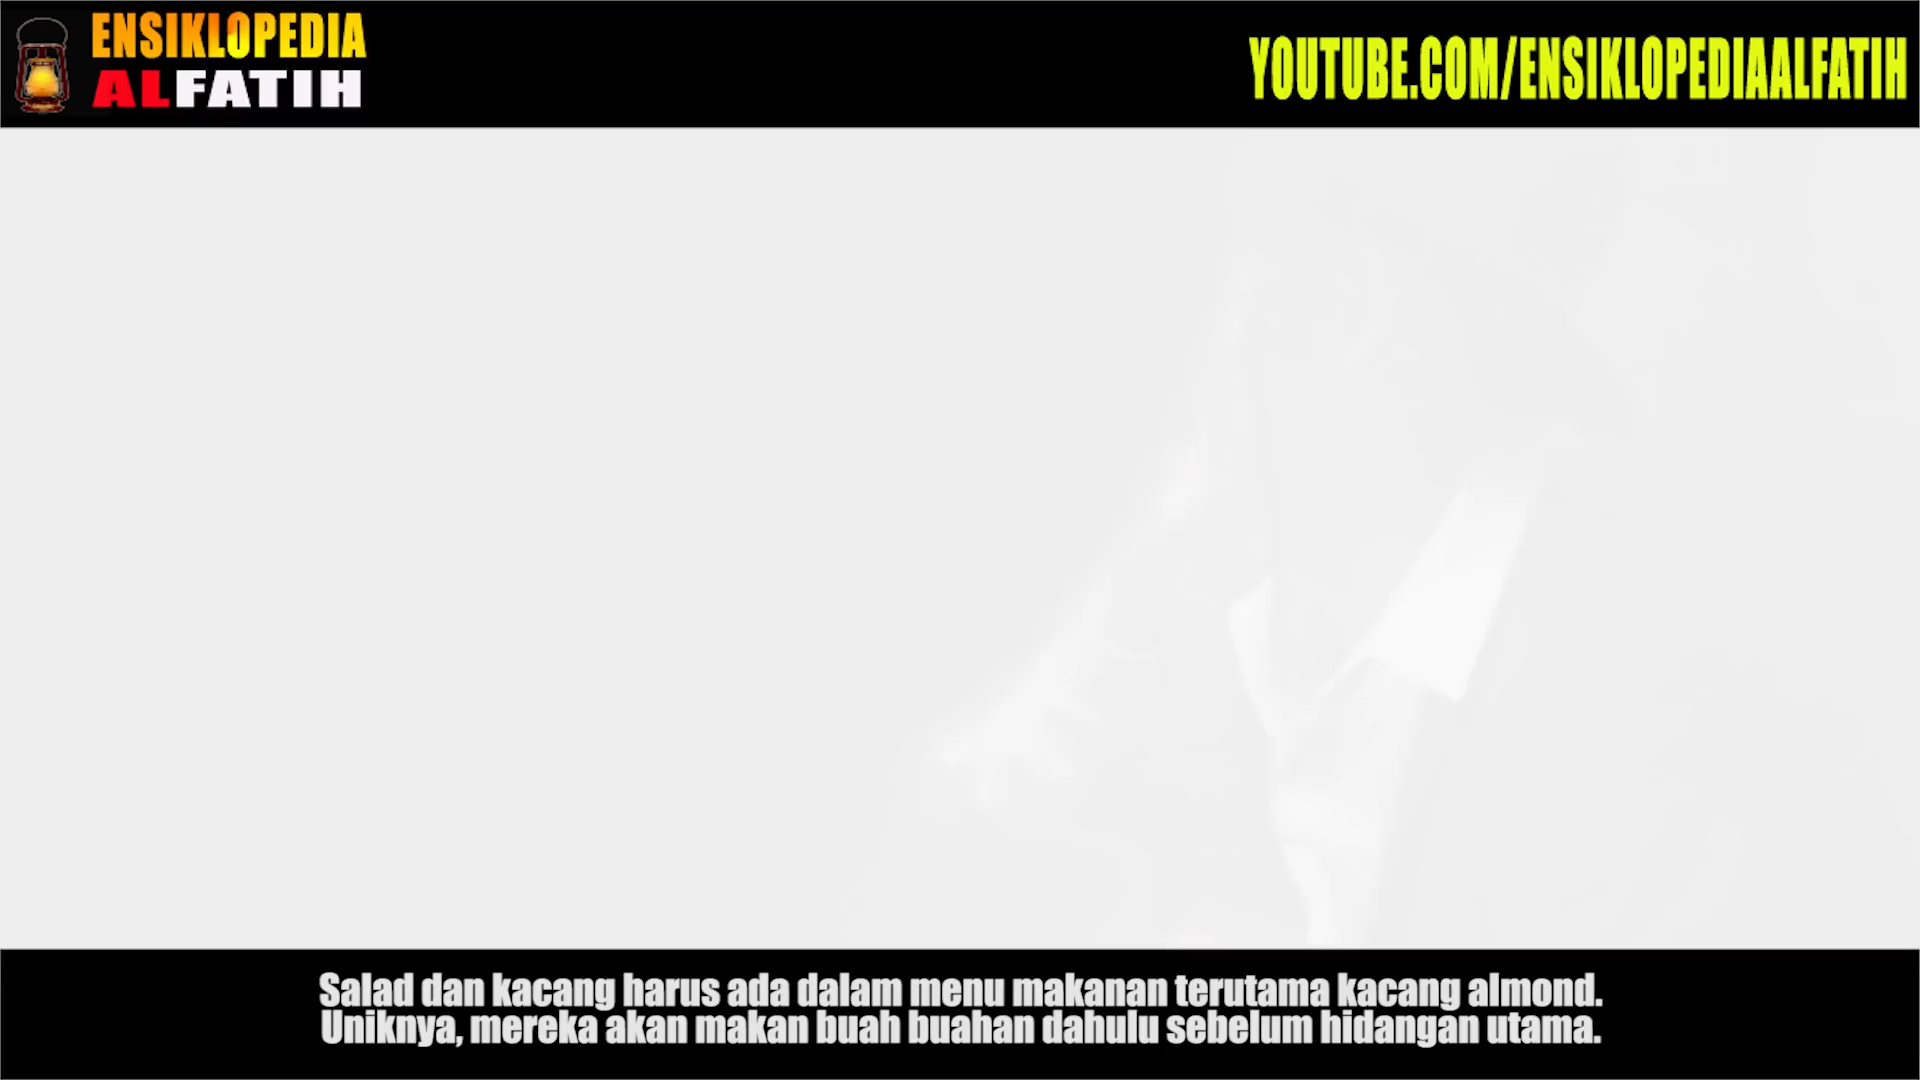 ENSIKLOPEDIA
ALFATIH
YOUTUBE.COM/ENSIKLOPEDIAALFATIH
Salad dan kacang harus ada dalam menu makanan terutama kacang almond.
Uniknya, mereka akan makan buah buahan dahulu sebelum hidangan utama.